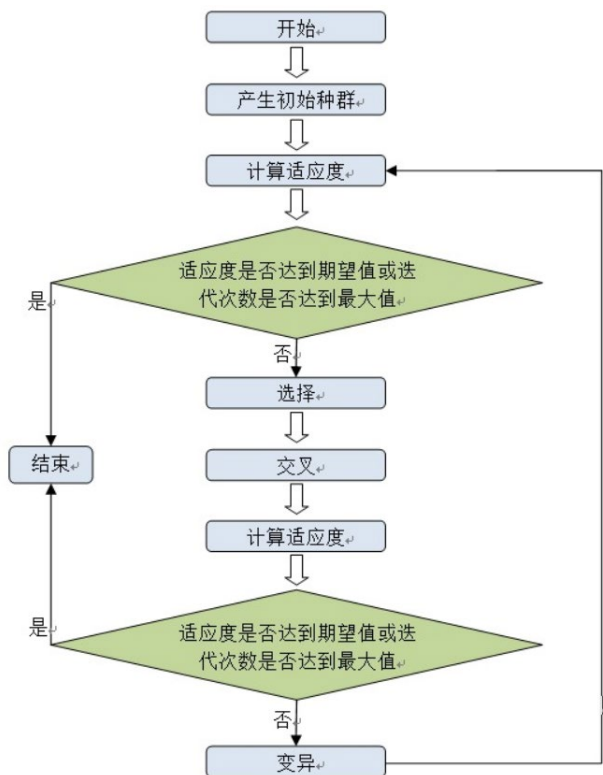 开始
产生初始种群
计算适应度
适应度是否达到期望值或迭
代次数是否达到最大值
是
否
选择
结束
交叉
计算适应度
适应度是否达到期望值或迭
代次数是否达到最大值
是
否
变异